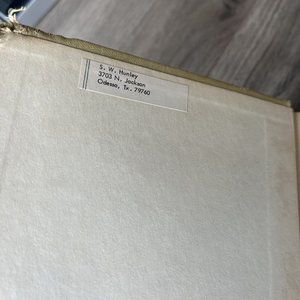 S. W. Hunley
3703 N. Jackson
Odessa, Tx. 79760